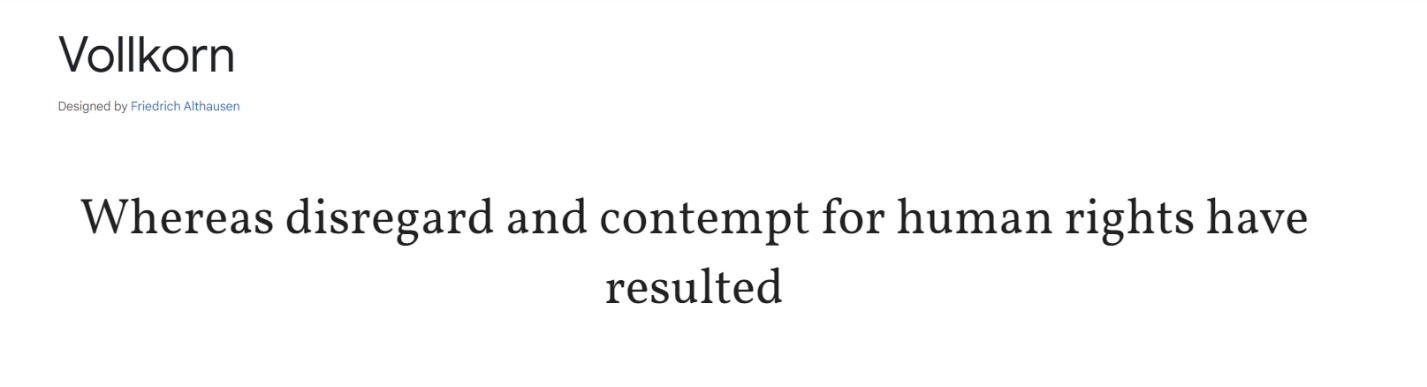 Vollkorn
Designed by Friedrich Althausen
Whereas disregard and contempt for human rights have
resulted